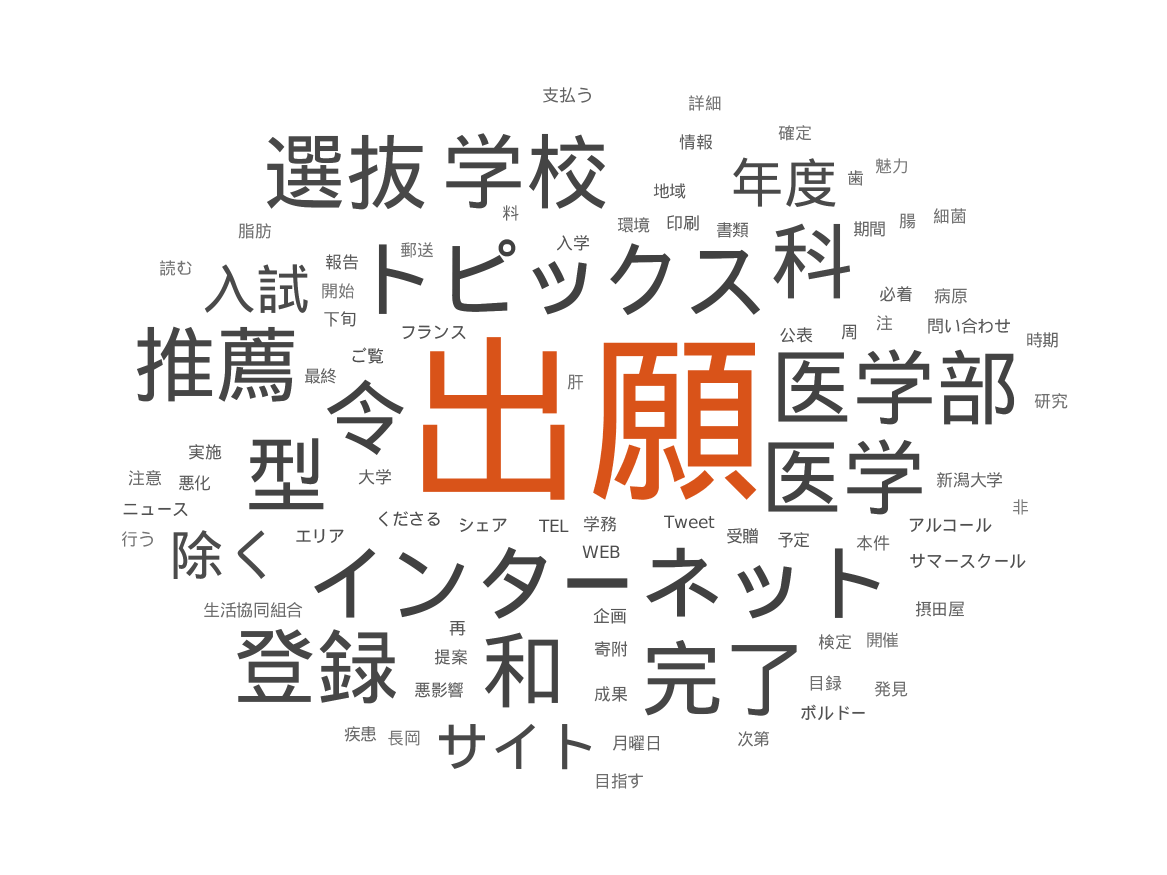 支払う
詳細
選抜
学校
情報
確定
年度
歯
魅力
地域
料
環境
印刷
書類
期間
腸
細菌
脂肪
読む
入試
報告
郵送
入学
トピックス
科
開始
下旬
必着
病原
注
問い合わせ
時期
推薦
フランス
ご覧
最終
令
出願
肝
公表
周
医学部
研究
型
実施
注意
悪化
大学
医学
新潟大学
ニュース
行う
除く
エリア
くださる
シェア
TEL
学務
WEB
Tweet
受贈
予定
本件
アルコール
非
サマースクール
インターネット
生活協同組合
企画
摂田屋
登録
再
提案
悪影響
和
寄附
成果
完了
検定
開催
目録
発見
ボルドー
疾患
長岡
サイト
月曜日
次第
目指す